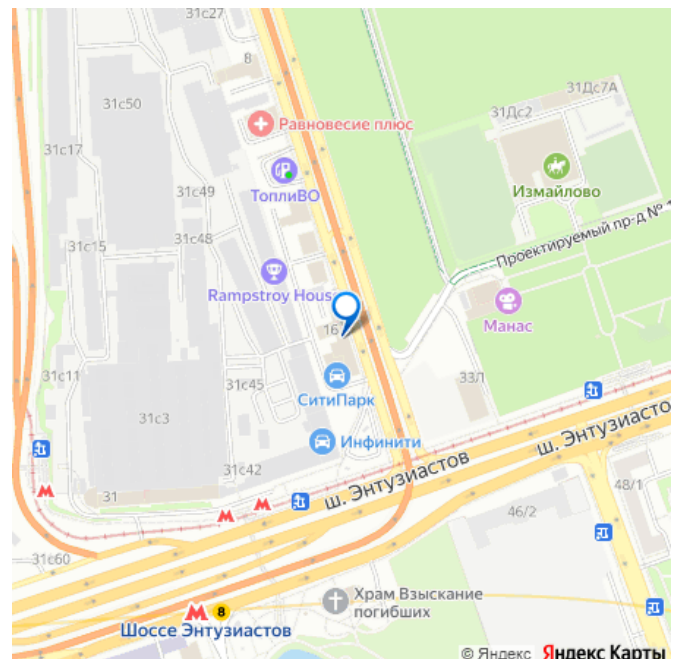 31с27
8
31с50
31Дс7А
31Дс2
Равновесие плюс
31с17
Измайлово
ТоплиВО
31с49
31с48
Проектируемый пр-д №
31с15
Rampstroy House
Манас
16
31с11
31с45
СитиПарк
33Л
31с3
Инфинити
ш. Энтузиастов
ш. Энтузиастов
31с42
31
48/1
46/2
31с60
Храм Взыскание
погибших
8
Шоссе Энтузиастов
© Яндекс Яндекс Карты